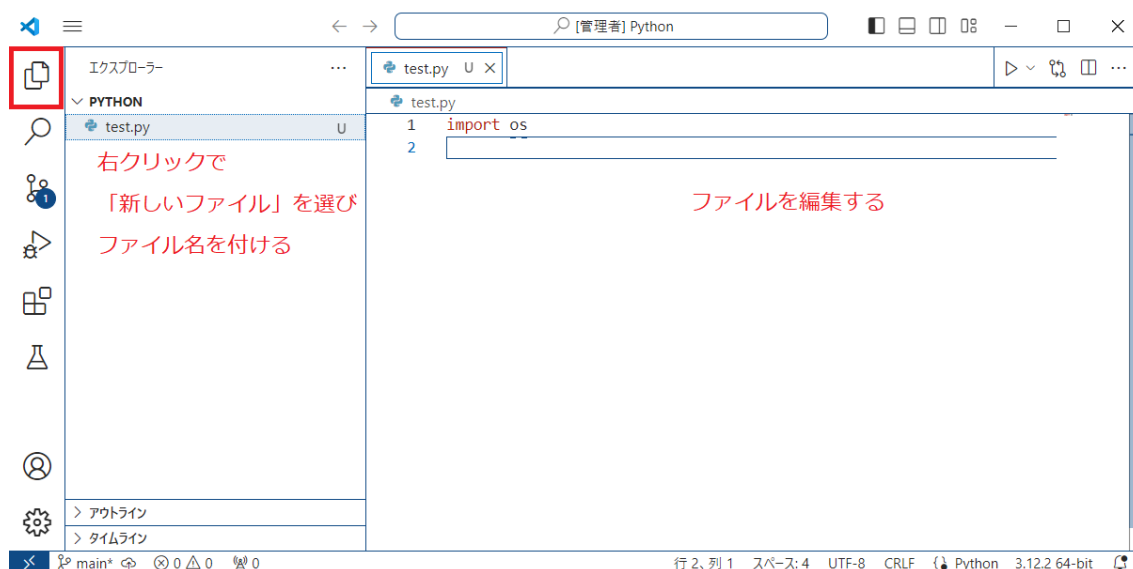 [管理者] Python
エクスプローラー
test.py U
PYTHON
test.py
test.py U
1 import os
2
右クリックで
「新しいファイル」を選び
ファイル名を付ける
ファイルを編集する
1
アウトライン
タイムライン
main* 0 0 0
行 2、列 1 スペース: 4 UTF-8 CRLF Python 3.12.2 64-bit